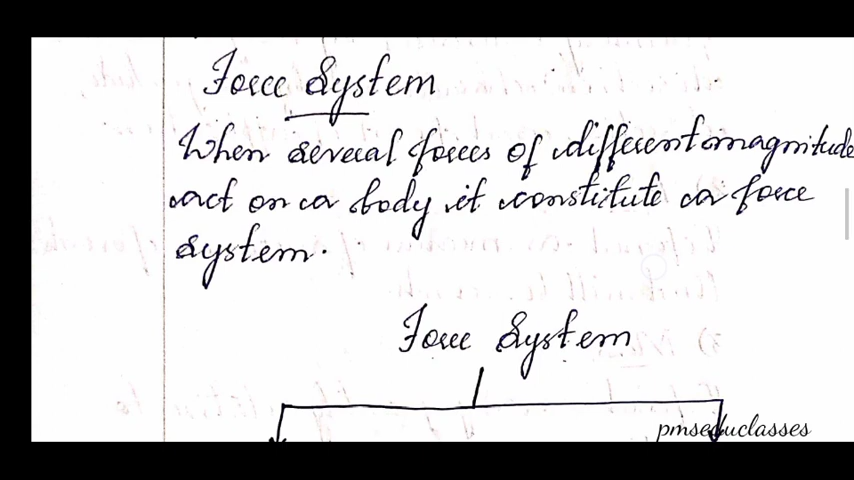 Force System
When several forces of different magnitude
act on a body it constitute a force
system.
Force System
pmseduclasses